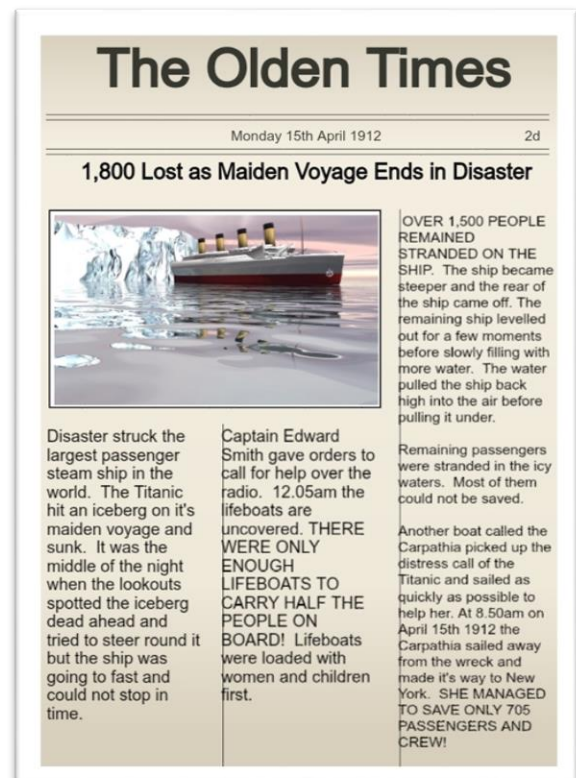 The Olden Times
Monday 15th April 1912
2d
1,800 Lost as Maiden Voyage Ends in Disaster
Disaster struck the
largest passenger
steam ship in the
world. The Titanic
hit an iceberg on it's
maiden voyage and
sunk. It was the
middle of the night
when the lookouts
spotted the iceberg
dead ahead and
tried to steer round it
but the ship was
going to fast and
could not stop in
time.
Captain Edward
Smith gave orders to
call for help over the
radio. 12.05am the
lifeboats are
uncovered. THERE
WERE ONLY
ENOUGH
LIFEBOATS TO
CARRY HALF THE
PEOPLE ON
BOARD! Lifeboats
were loaded with
women and children
first.
OVER 1,500 PEOPLE
REMAINED
STRANDED ON THE
SHIP. The ship became
steeper and the rear of
the ship came off. The
remaining ship levelled
out for a few moments
before slowly filling with
more water. The water
pulled the ship back
high into the air before
pulling it under.
Remaining passengers
were stranded in the icy
waters. Most of them
could not be saved.
Another boat called the
Carpathia picked up the
distress call of the
Titanic and sailed as
quickly as possible to
help her. At 8.50am on
April 15th 1912 the
Carpathia sailed away
from the wreck and
made it's way to New
York. SHE MANAGED
TO SAVE ONLY 705
PASSENGERS AND
CREW!